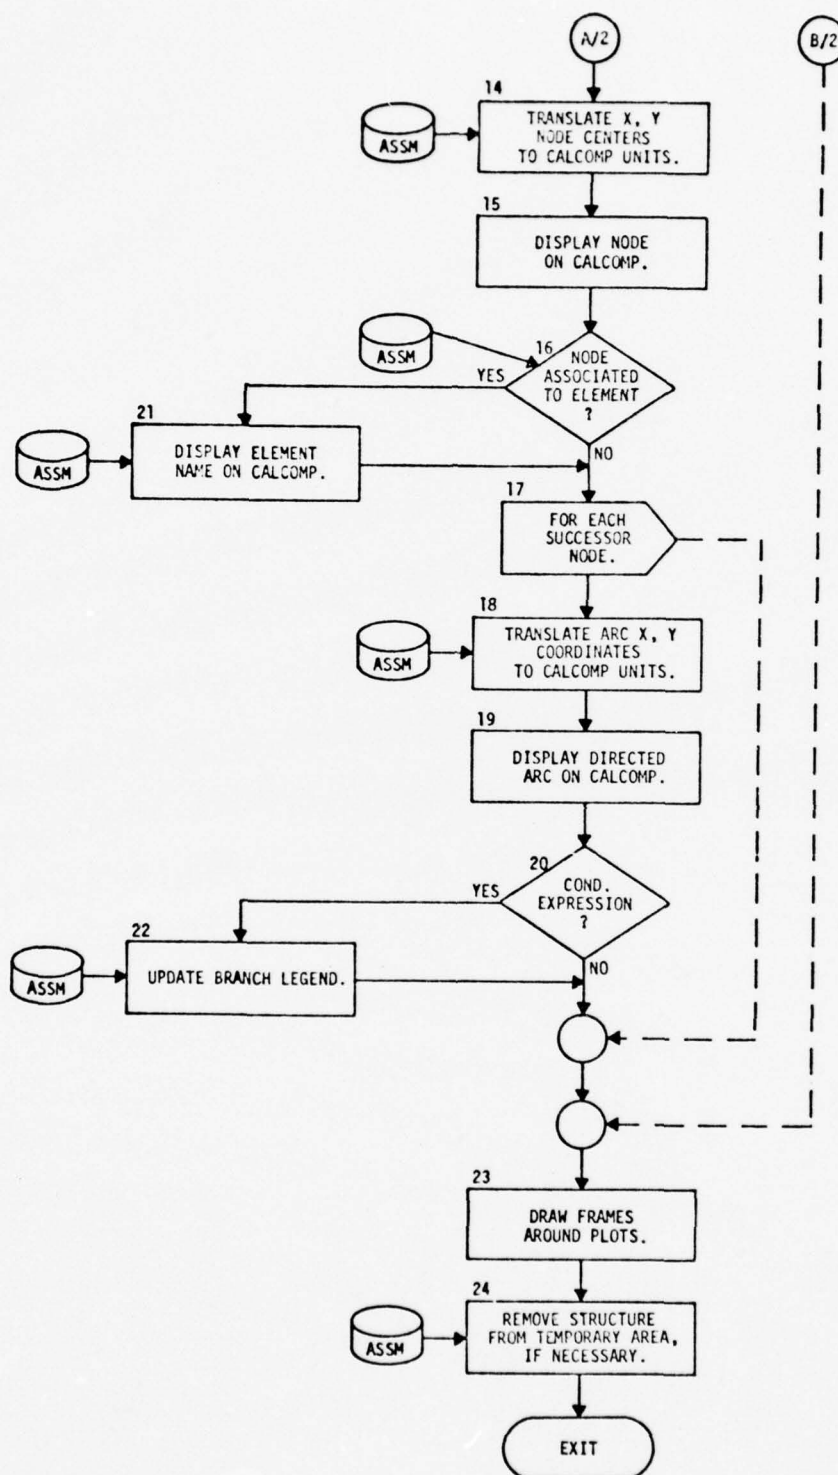 A/2
B/2
14
TRANSLATE X, Y
NODE CENTERS
TO CALCOMP UNITS.
ASSM
15
DISPLAY NODE
ON CALCOMP.
ASSM
16
NODE
ASSOCIATED
TO ELEMENT
?
YES
NO
21
DISPLAY ELEMENT
NAME ON CALCOMP.
ASSM
17
FOR EACH
SUCCESSOR
NODE.
18
TRANSLATE ARC X, Y
COORDINATES
TO CALCOMP UNITS.
ASSM
19
DISPLAY DIRECTED
ARC ON CALCOMP.
20
COND.
EXPRESSION
?
YES
NO
22
UPDATE BRANCH LEGEND.
ASSM
23
DRAW FRAMES
AROUND PLOTS.
24
REMOVE STRUCTURE
FROM TEMPORARY AREA,
IF NECESSARY.
ASSM
EXIT